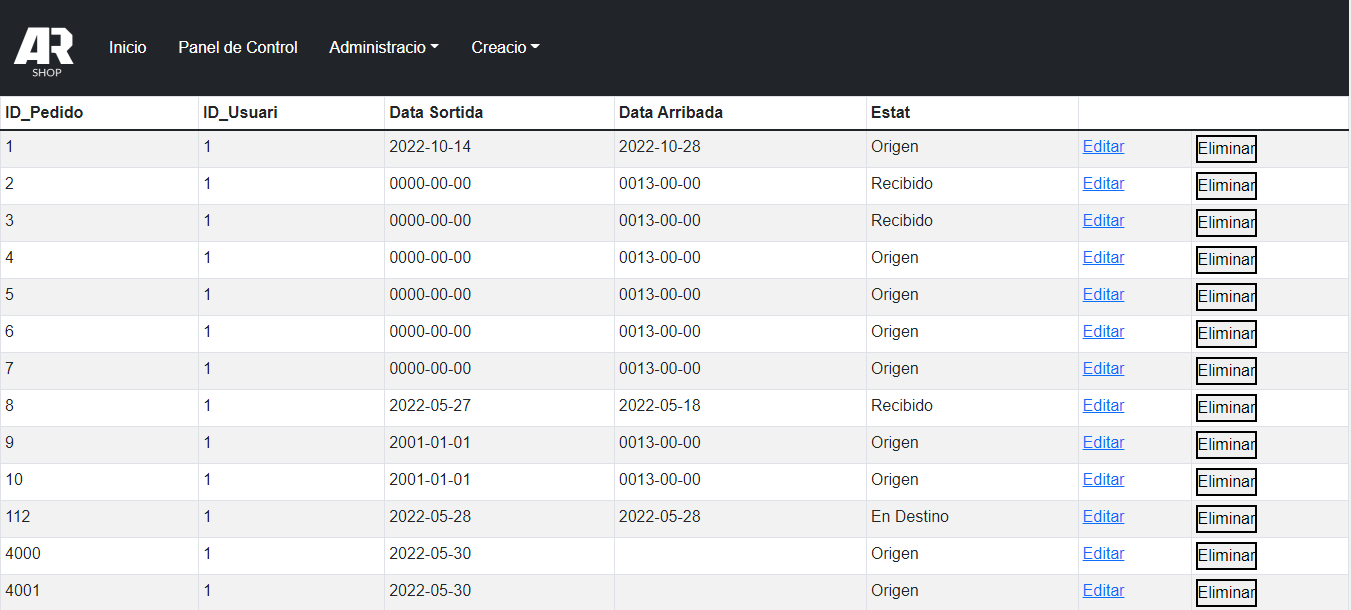 AR
SHOP
Inicio Panel de Control Administracio Creacio
ID_Pedido ID_Usuari Data Sortida Data Arribada Estat
1 1 2022-10-14 2022-10-28 Origen Editar Eliminar
2 1 0000-00-00 0013-00-00 Recibido Editar Eliminar
3 1 0000-00-00 0013-00-00 Recibido Editar Eliminar
4 1 0000-00-00 0013-00-00 Origen Editar Eliminar
5 1 0000-00-00 0013-00-00 Origen Editar Eliminar
6 1 0000-00-00 0013-00-00 Origen Editar Eliminar
7 1 0000-00-00 0013-00-00 Origen Editar Eliminar
8 1 2022-05-27 2022-05-18 Recibido Editar Eliminar
9 1 2001-01-01 0013-00-00 Origen Editar Eliminar
10 1 2001-01-01 0013-00-00 Origen Editar Eliminar
112 1 2022-05-28 2022-05-28 En Destino Editar Eliminar
4000 1 2022-05-30 Origen Editar Eliminar
4001 1 2022-05-30 Origen Editar Eliminar